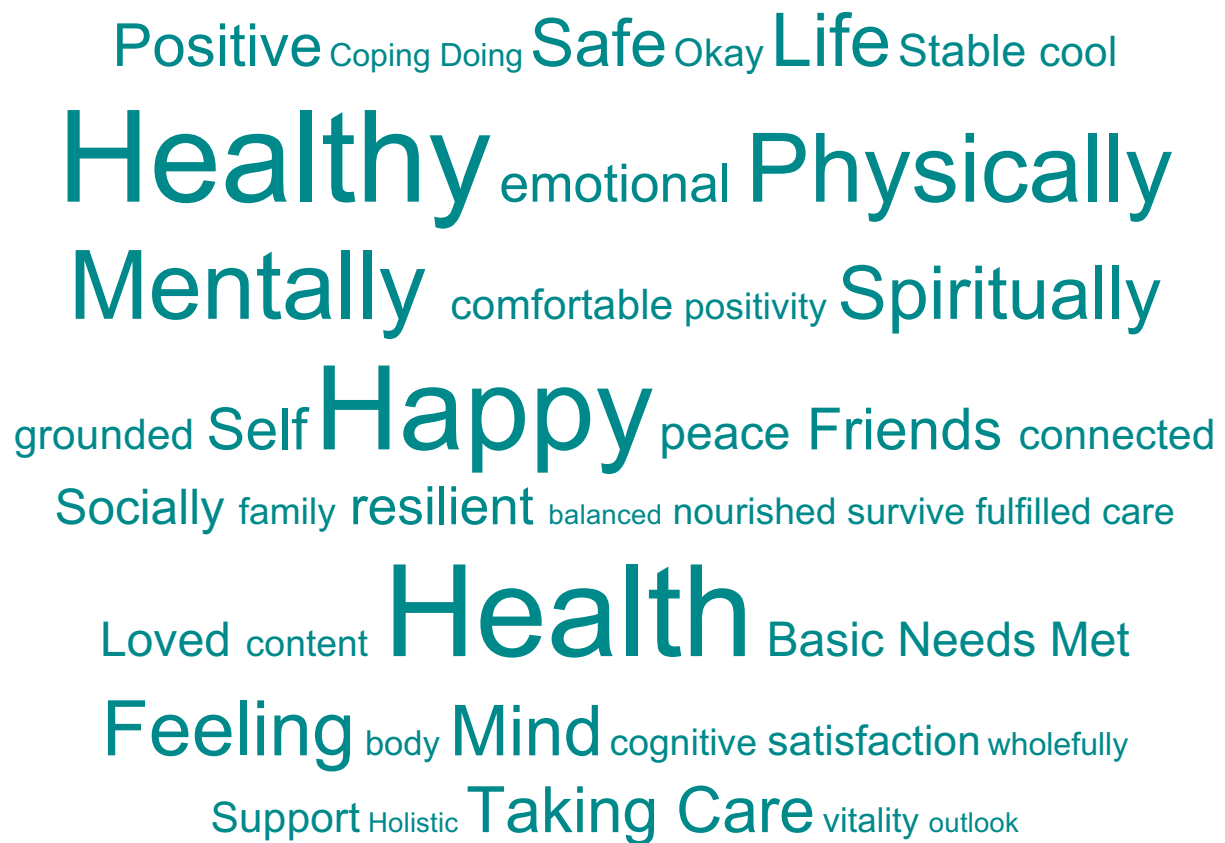 Positive Coping Doing Safe Okay Life Stable cool
Healthy emotional Physically
Mentally comfortable positivity Spiritually
grounded Self Happy peace Friends connected
Socially family resilient balanced nourished survive fulfilled care
Loved content Health Basic Needs Met
Feeling body Mind cognitive satisfaction wholefully
Support Holistic Taking Care vitality outlook